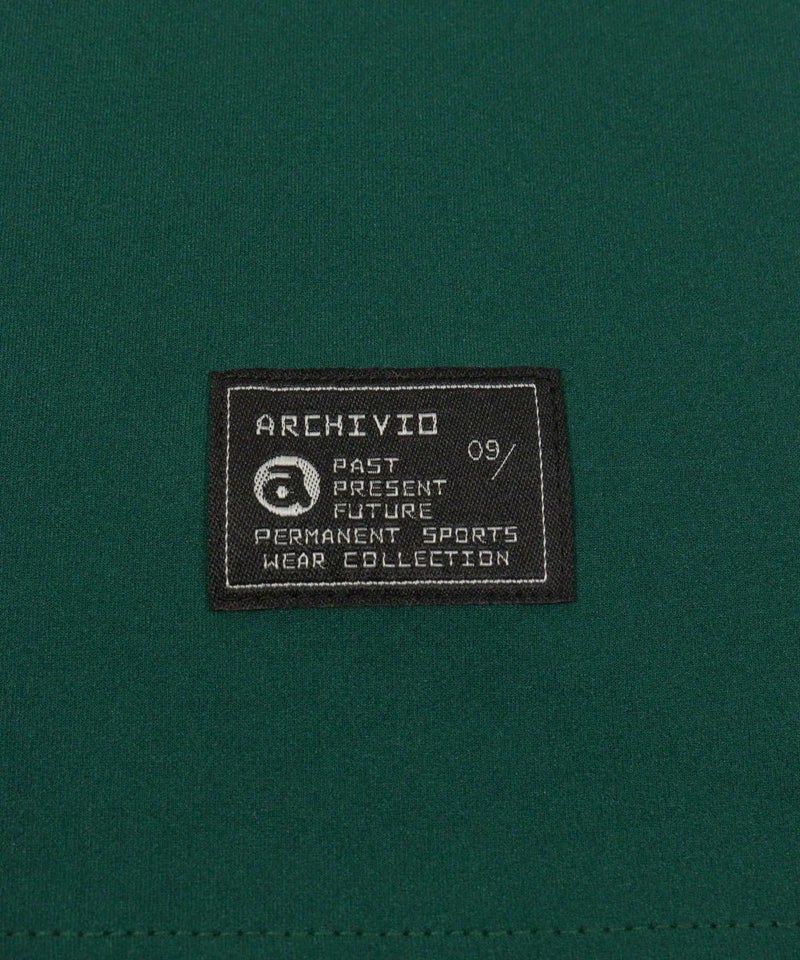 ARCHIVIO
09/
a PAST
PRESENT
FUTURE
PERMANENT SPORTS
WEAR COLLECTION